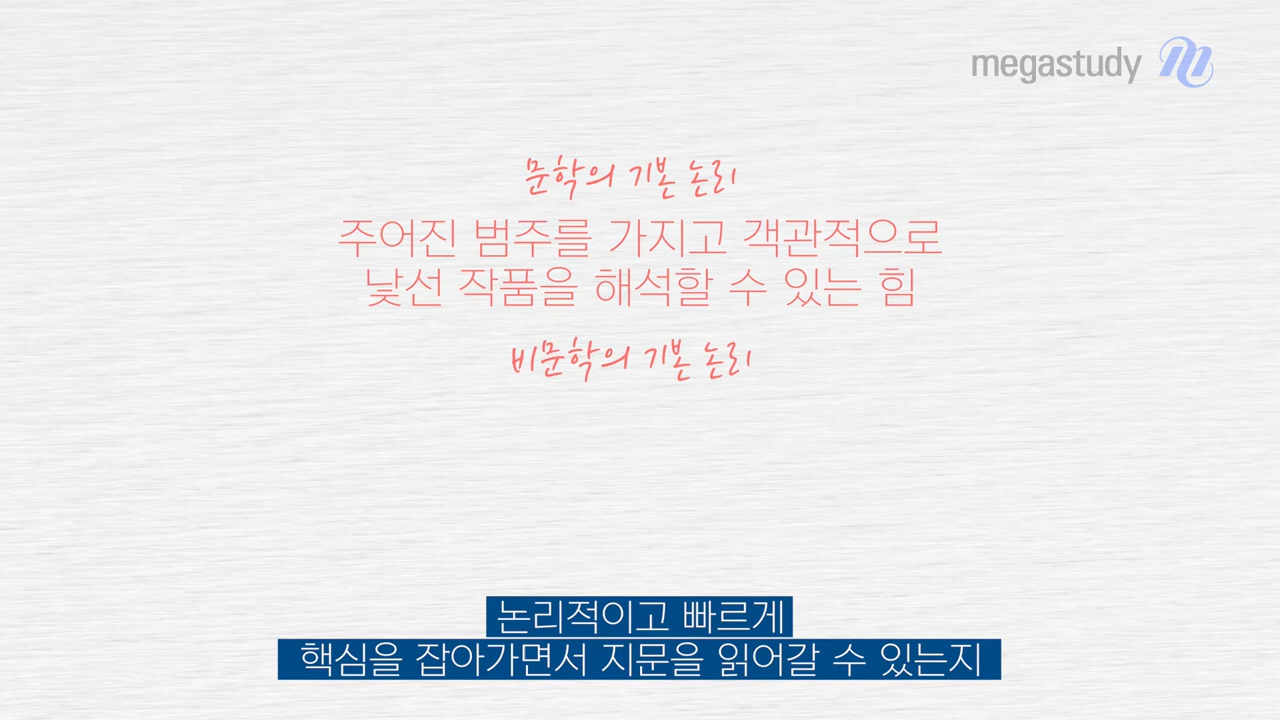 megastudy
문학의 기본 논리
주어진 범주를 가지고 객관적으로
낯선 작품을 해석할 수 있는 힘
비문학의 기본 논리
논리적이고 빠르게
핵심을 잡아가면서 지문을 읽어갈 수 있는지